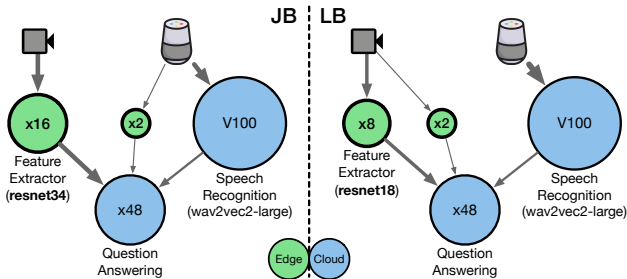 JB
LB
x16
x2
V100
Feature
Extractor
(resnet34)
Speech
Recognition
(wav2vec2-large)
x48
Question
Answering
x8
x2
V100
Feature
Extractor
(resnet18)
Speech
Recognition
(wav2vec2-large)
x48
Question
Answering
Edge
Cloud